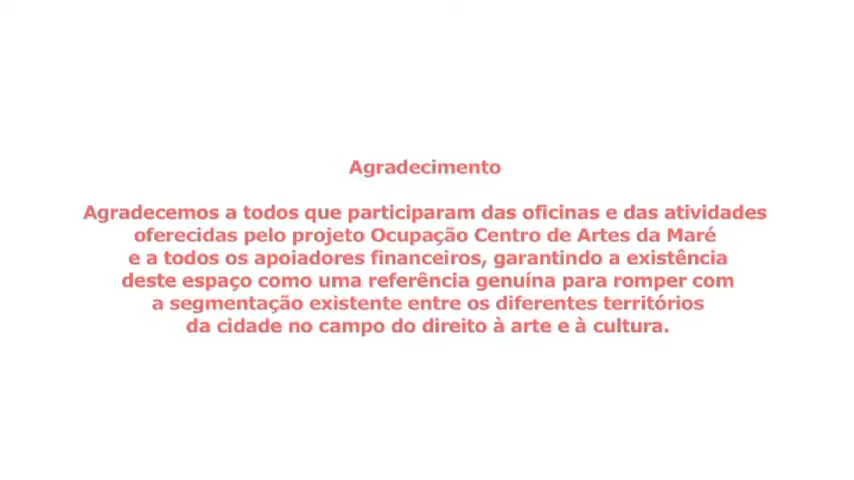 Agradecimento
Agradecemos a todos que participaram das oficinas e das atividades
oferecidas pelo projeto Ocupação Centro de Artes da Maré
e a todos os apoiadores financeiros, garantindo a existência
deste espaço como uma referência genuína para romper com
a segmentação existente entre os diferentes territórios
da cidade no campo do direito à arte e à cultura.